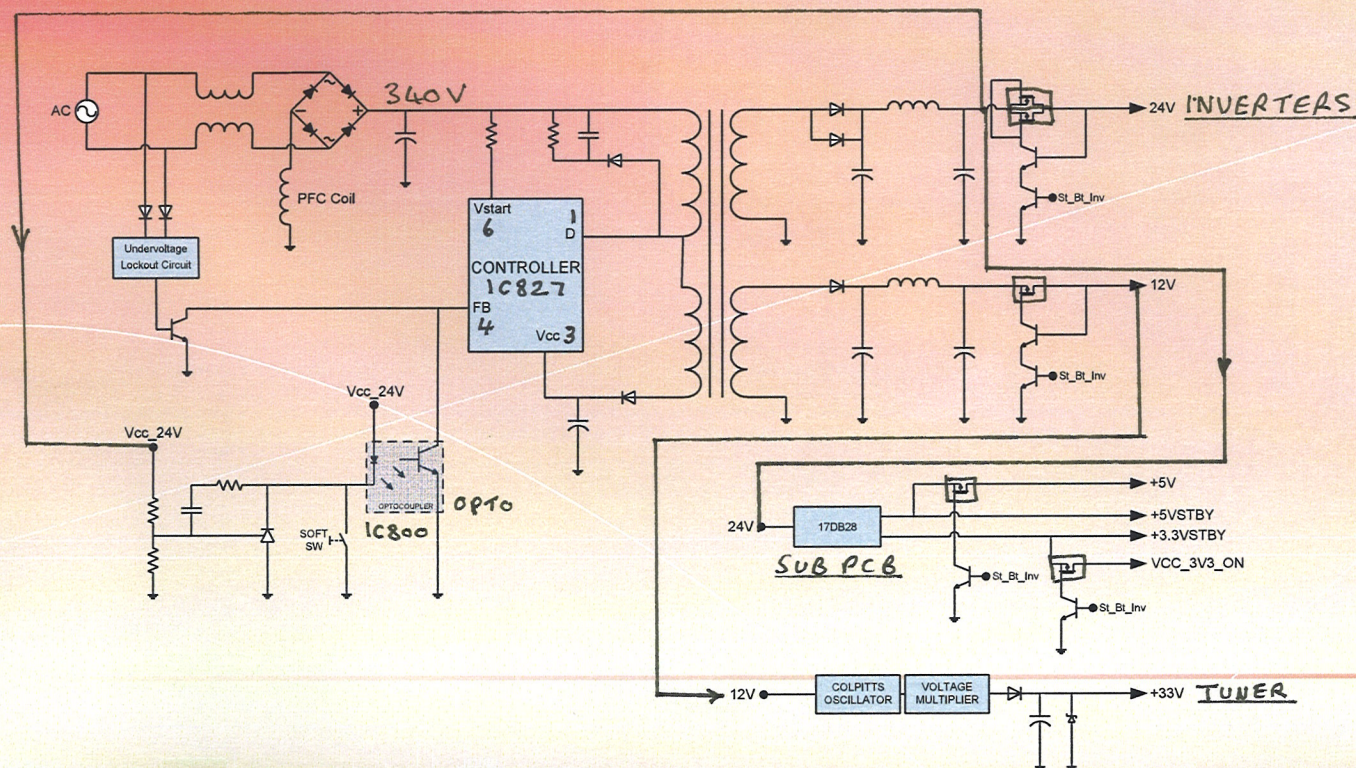 340V
AC
24V INVERTERS
PFC Coil
Vstart
6
1
D
St_Bt_Inv
Undervoltage
Lockout Circuit
CONTROLLER
IC827
12V
FB
4
Vcc 3
St_Bt_Inv
Vcc_24V
Vcc_24V
OPTOCOUPLER
OPTO
IC800
SOFT
SW
+5V
24V
17DB28
+5VSTBY
+3.3VSTBY
SUB PCB
VCC_3V3_ON
St_Bt_Inv
St_Bt_Inv
12V
COLPITTS
OSCILLATOR
VOLTAGE
MULTIPLIER
+33V TUNER